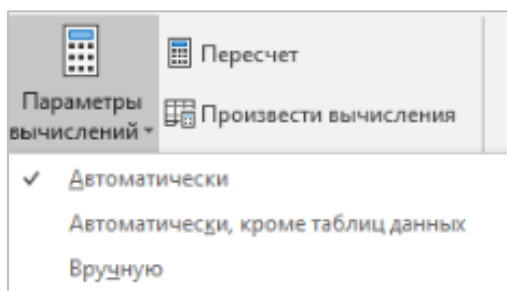 Пересчет
Параметры
вычислений
Произвести вычисления
Автоматически
Автоматически, кроме таблиц данных
Вручную